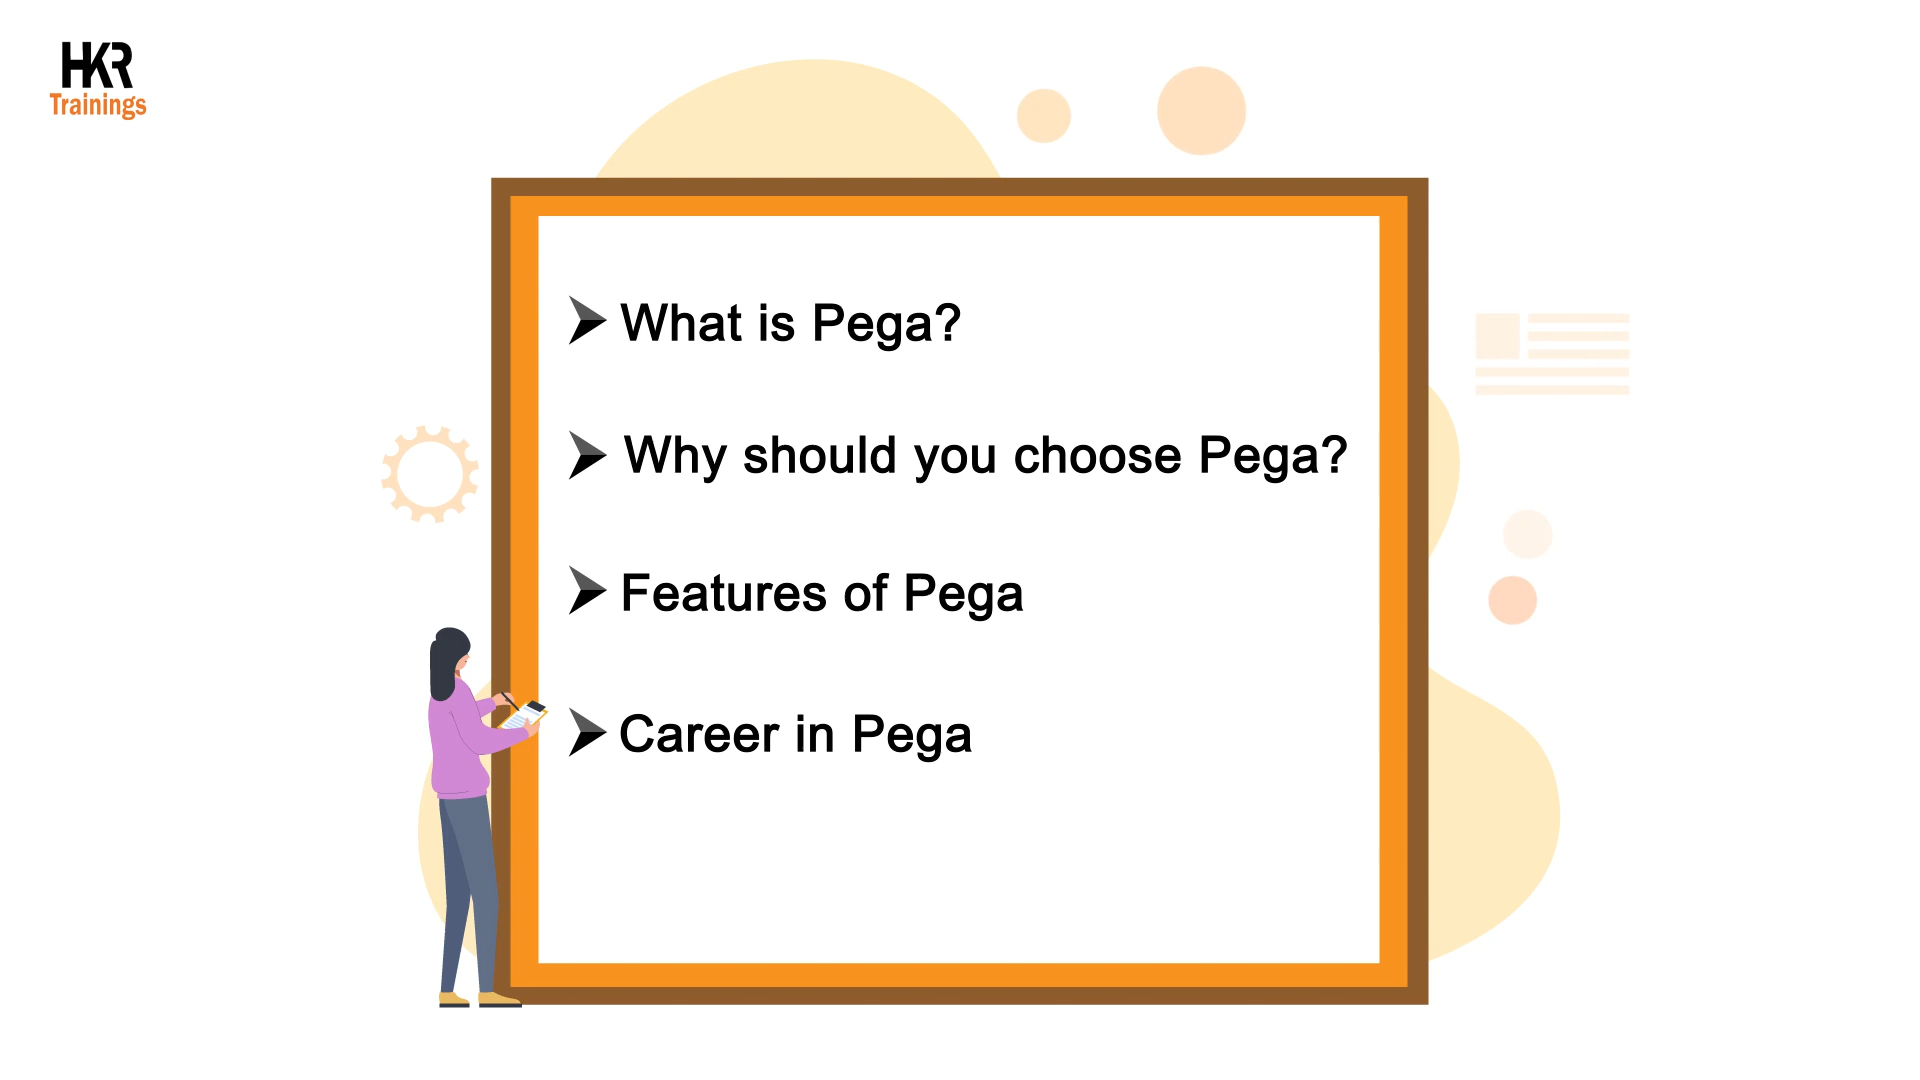 HKR
Trainings
What is Pega?
Why should you choose Pega?
Features of Pega
Career in Pega